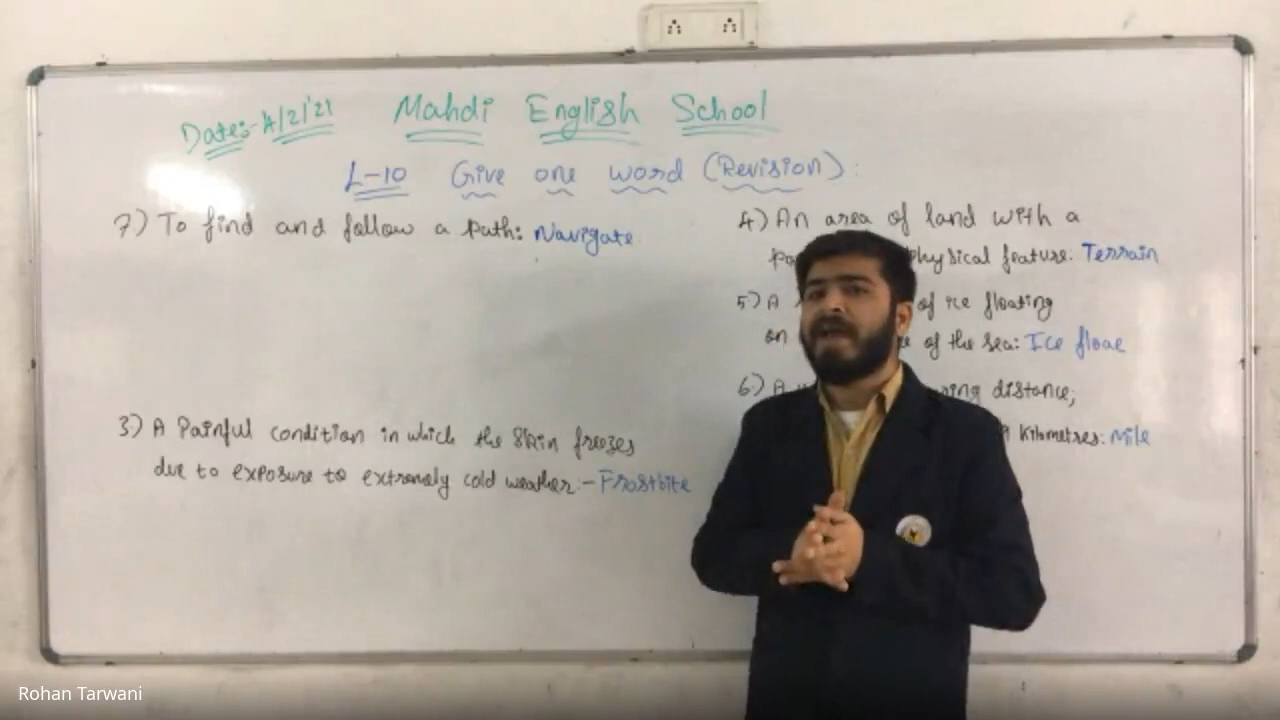 Date:- 4/2/'21 Mahdi English School
L-10 Give one word (Revision):
7) To find and follow a path: Navigate
3) A Painful condition in which the skin freezes
due to exposure to extremely cold weather:- Frostbite
4) An area of land with a
physical feature: Terrain
5) A of ice floating
on of the sea: Ice floae
6) A distance;
Kilometres: Mile
Rohan Tarwani